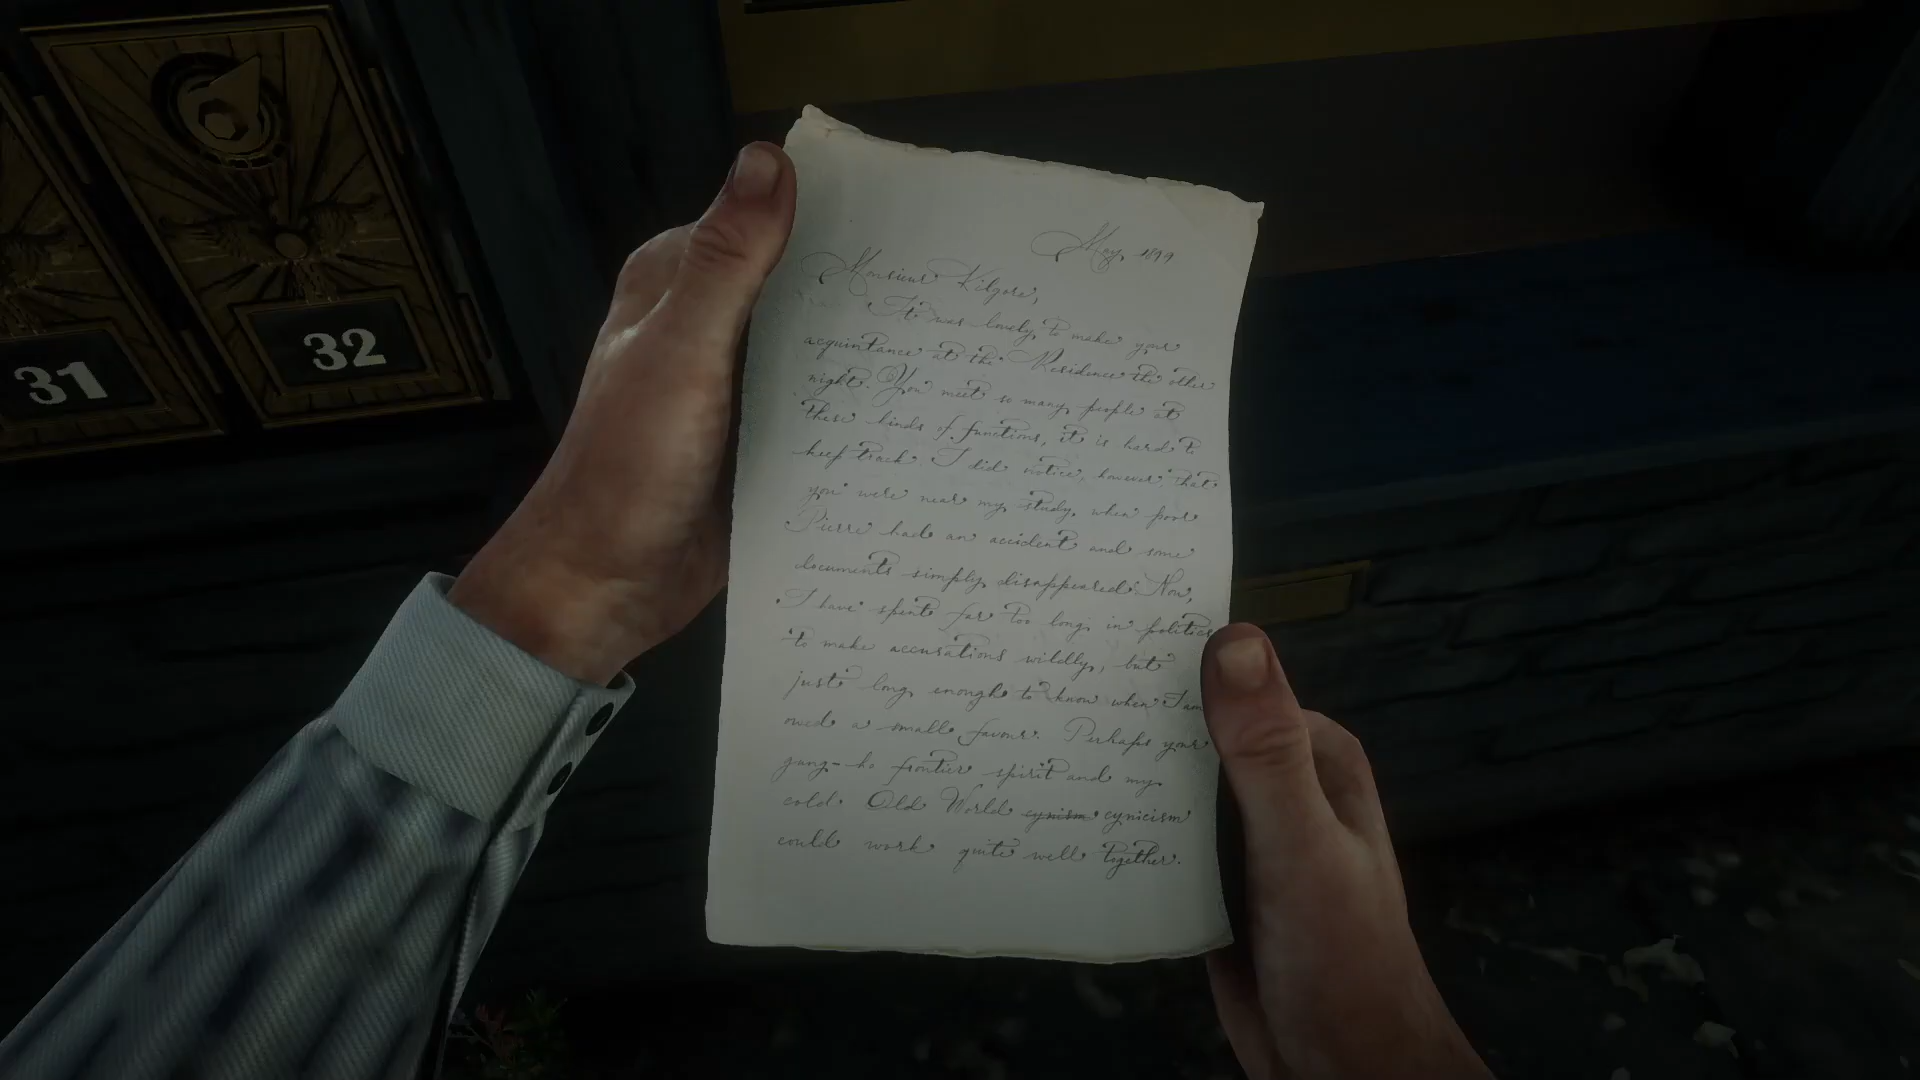 31
32
May, 1899
Monsieur Kilgore,
It was lovely to make your
acquintance at the Residence the other
night. You meet so many people at
these kinds of functions, it is hard to
keep track. I did notice, however, that
you were near my study, when poor
Pierre had an accident and some
documents simply disappeared. Now,
I have spent far too long in politics
to make accusations wildly, but
just long enough to know when I am
owed a small favour. Perhaps your
gung-ho frontier spirit and my
cold Old World cynism cynicism
could work quite well together.